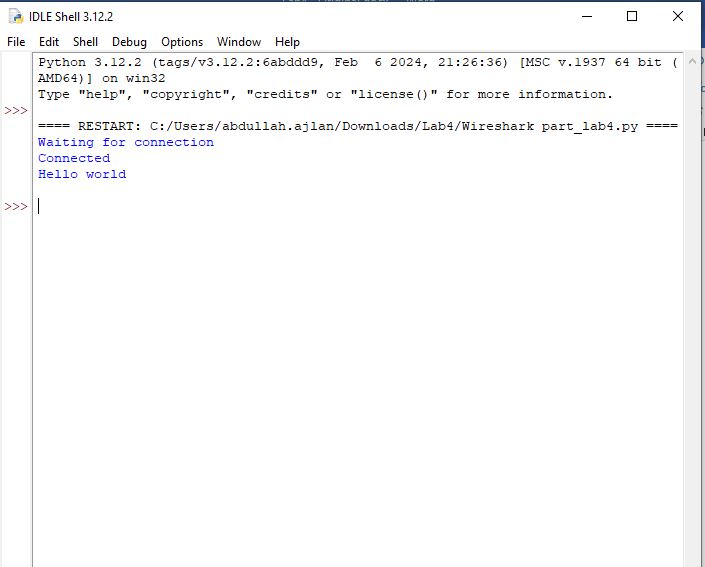 IDLE Shell 3.12.2
File Edit Shell Debug Options Window Help
Python 3.12.2 (tags/v3.12.2:6abddd9, Feb  6 2024, 21:26:36) [MSC v.1937 64 bit (
AMD64)] on win32
Type "help", "copyright", "credits" or "license()" for more information.
>>>
==== RESTART: C:/Users/abdullah.ajlan/Downloads/Lab4/Wireshark part_lab4.py ====
Waiting for connection
Connected
Hello world
>>>